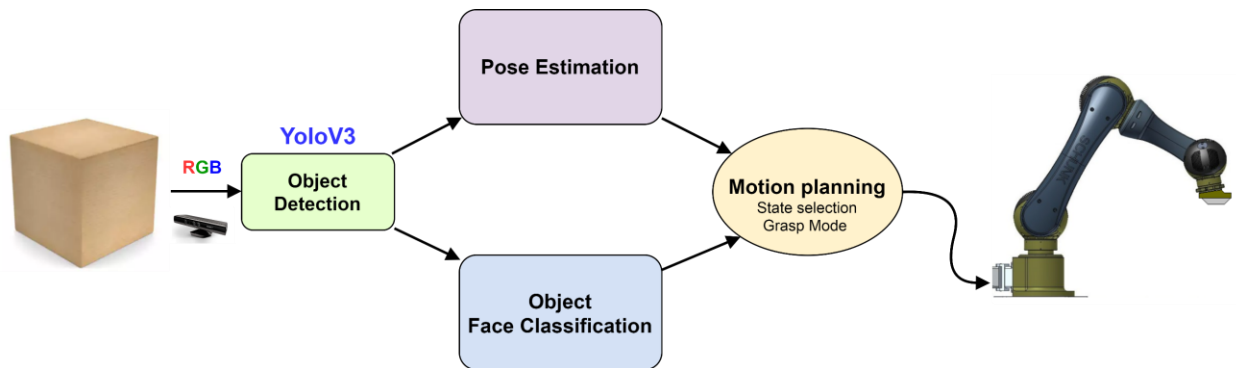 Pose Estimation
YoloV3
RGB
Object
Detection
Motion planning
State selection
Grasp Mode
Object
Face Classification